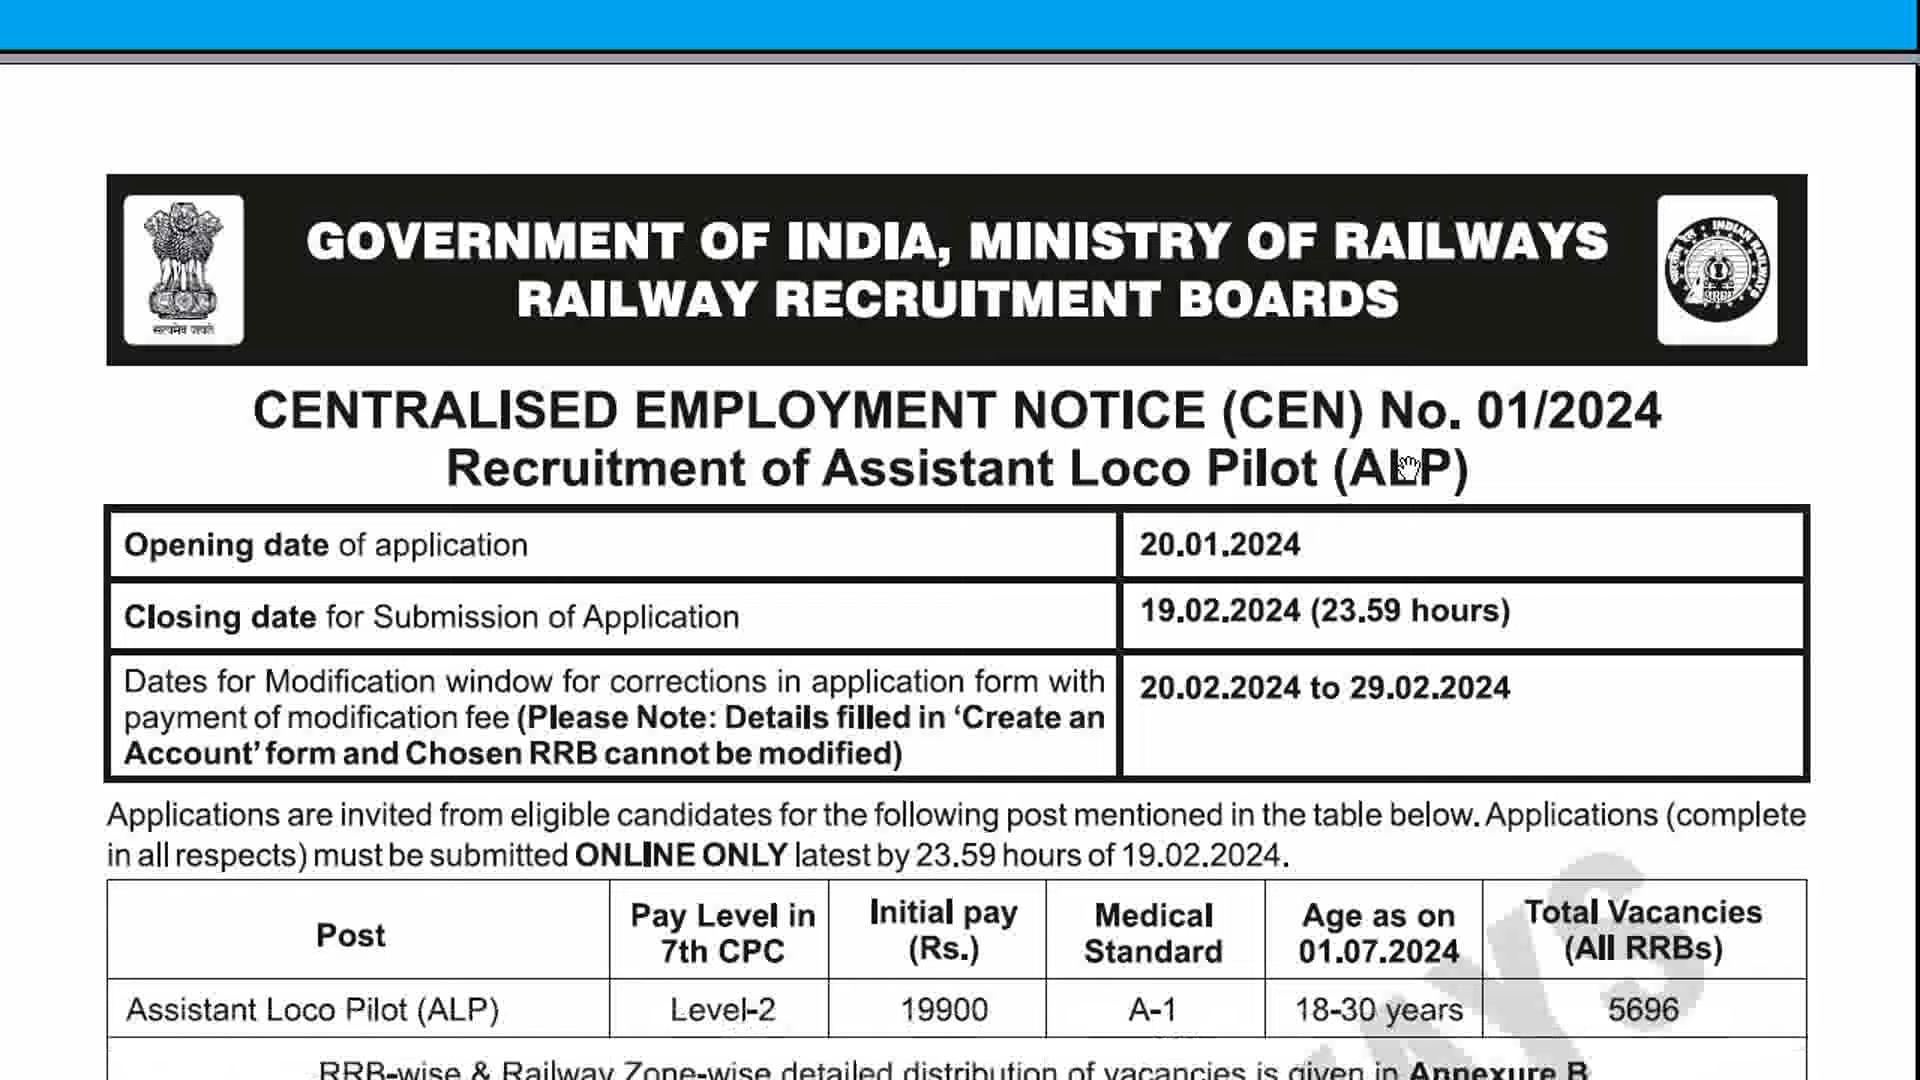 GOVERNMENT OF INDIA, MINISTRY OF RAILWAYS
RAILWAY RECRUITMENT BOARDS
सत्यमेव जयते
INDIAN RAILWAYS
CENTRALISED EMPLOYMENT NOTICE (CEN) No. 01/2024
Recruitment of Assistant Loco Pilot (ALP)
Opening date of application 20.01.2024
Closing date for Submission of Application 19.02.2024 (23.59 hours)
Dates for Modification window for corrections in application form with 20.02.2024 to 29.02.2024
payment of modification fee (Please Note: Details filled in ‘Create an
Account’ form and Chosen RRB cannot be modified)
Applications are invited from eligible candidates for the following post mentioned in the table below. Applications (complete
in all respects) must be submitted ONLINE ONLY latest by 23.59 hours of 19.02.2024.
Post Pay Level in 7th CPC Initial pay (Rs.) Medical Standard Age as on 01.07.2024 Total Vacancies (All RRBs)
Assistant Loco Pilot (ALP) Level-2 19900 A-1 18-30 years 5696
RRB-wise & Railway Zone-wise detailed distribution of vacancies is given in Annexure B